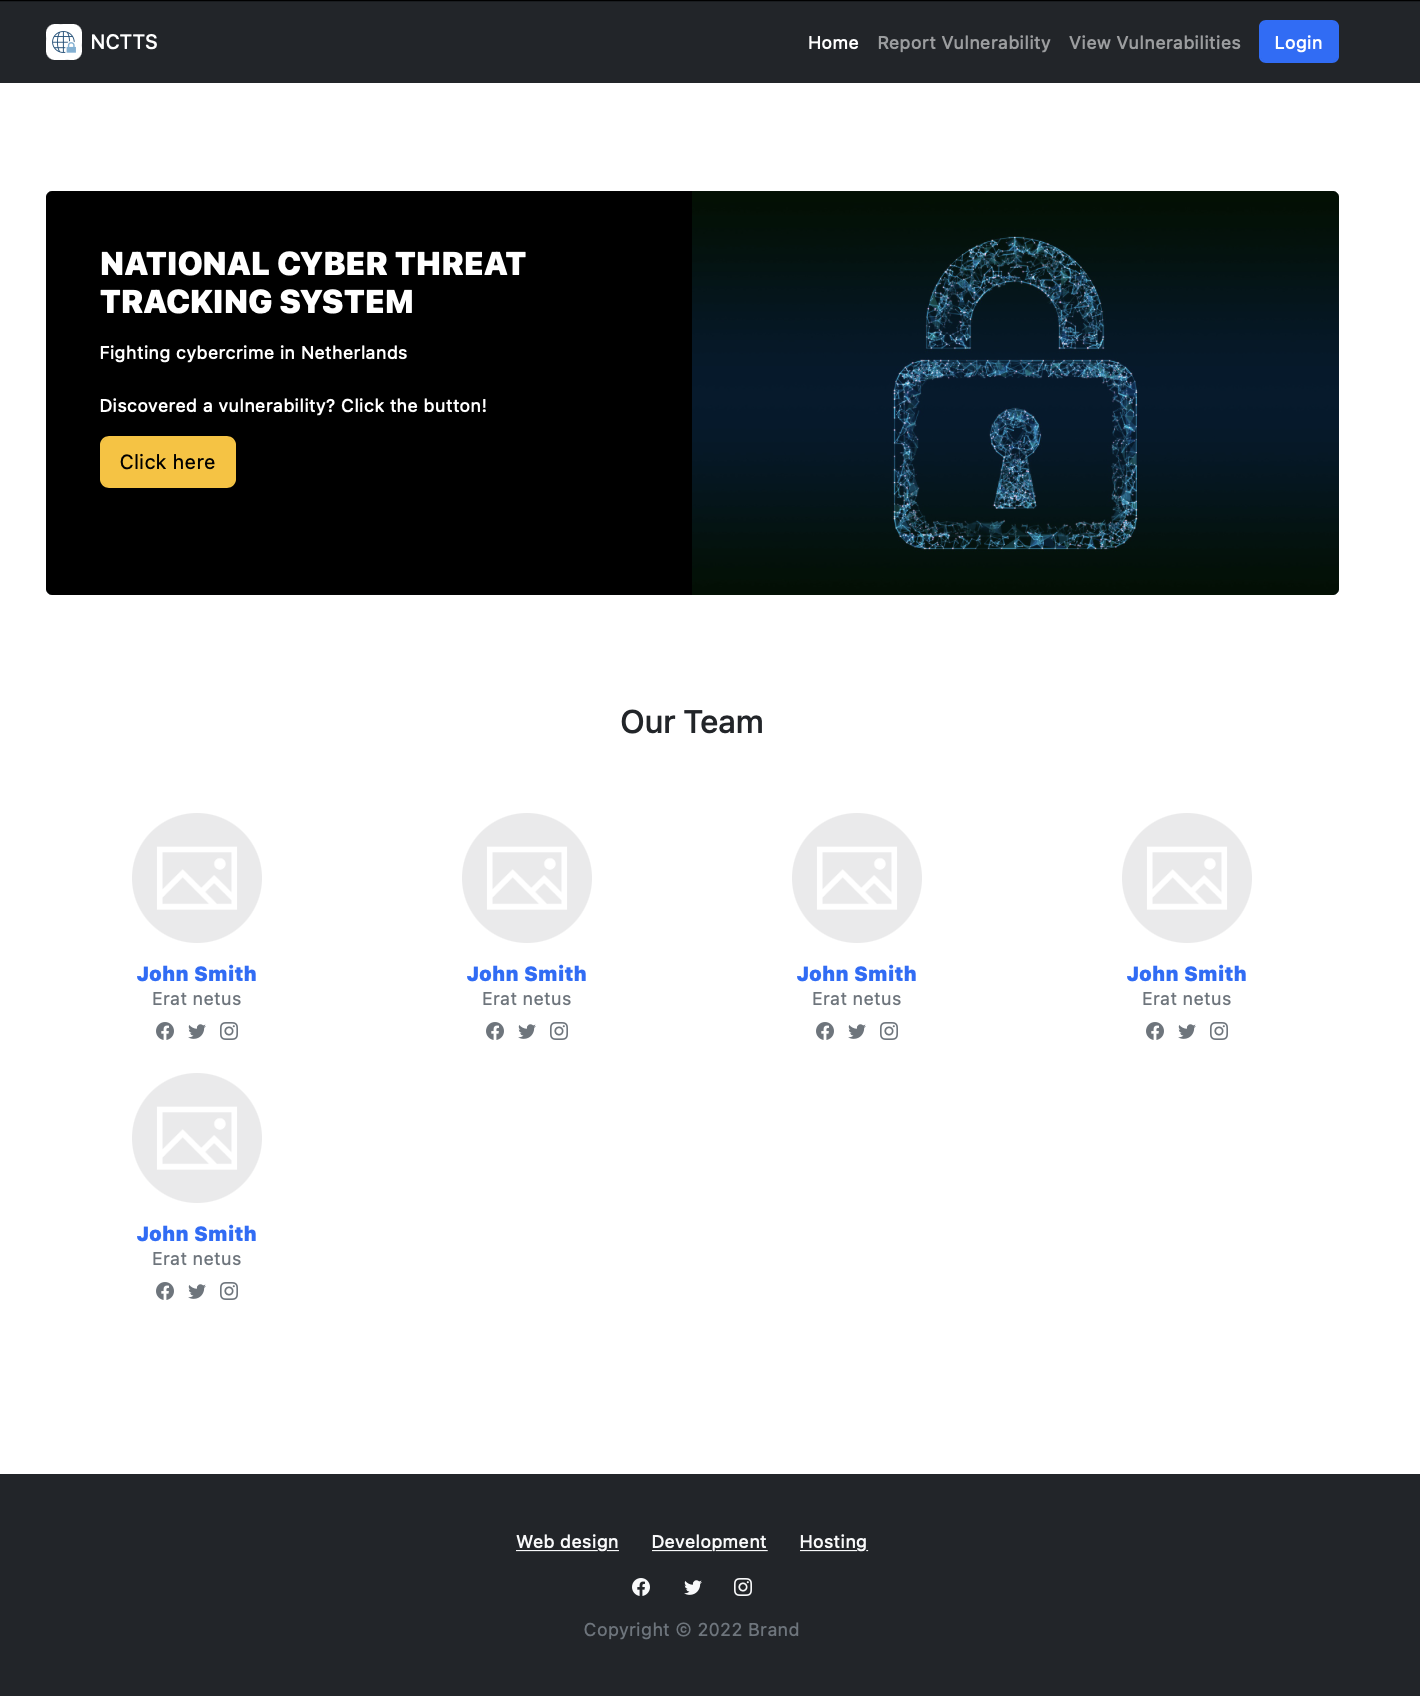 NCTTS
Home Report Vulnerability View Vulnerabilities Login
NATIONAL CYBER THREAT
TRACKING SYSTEM
Fighting cybercrime in Netherlands
Discovered a vulnerability? Click the button!
Click here
Our Team
John Smith John Smith John Smith John Smith
Erat netus Erat netus Erat netus Erat netus
John Smith
Erat netus
Web design Development Hosting
Copyright © 2022 Brand